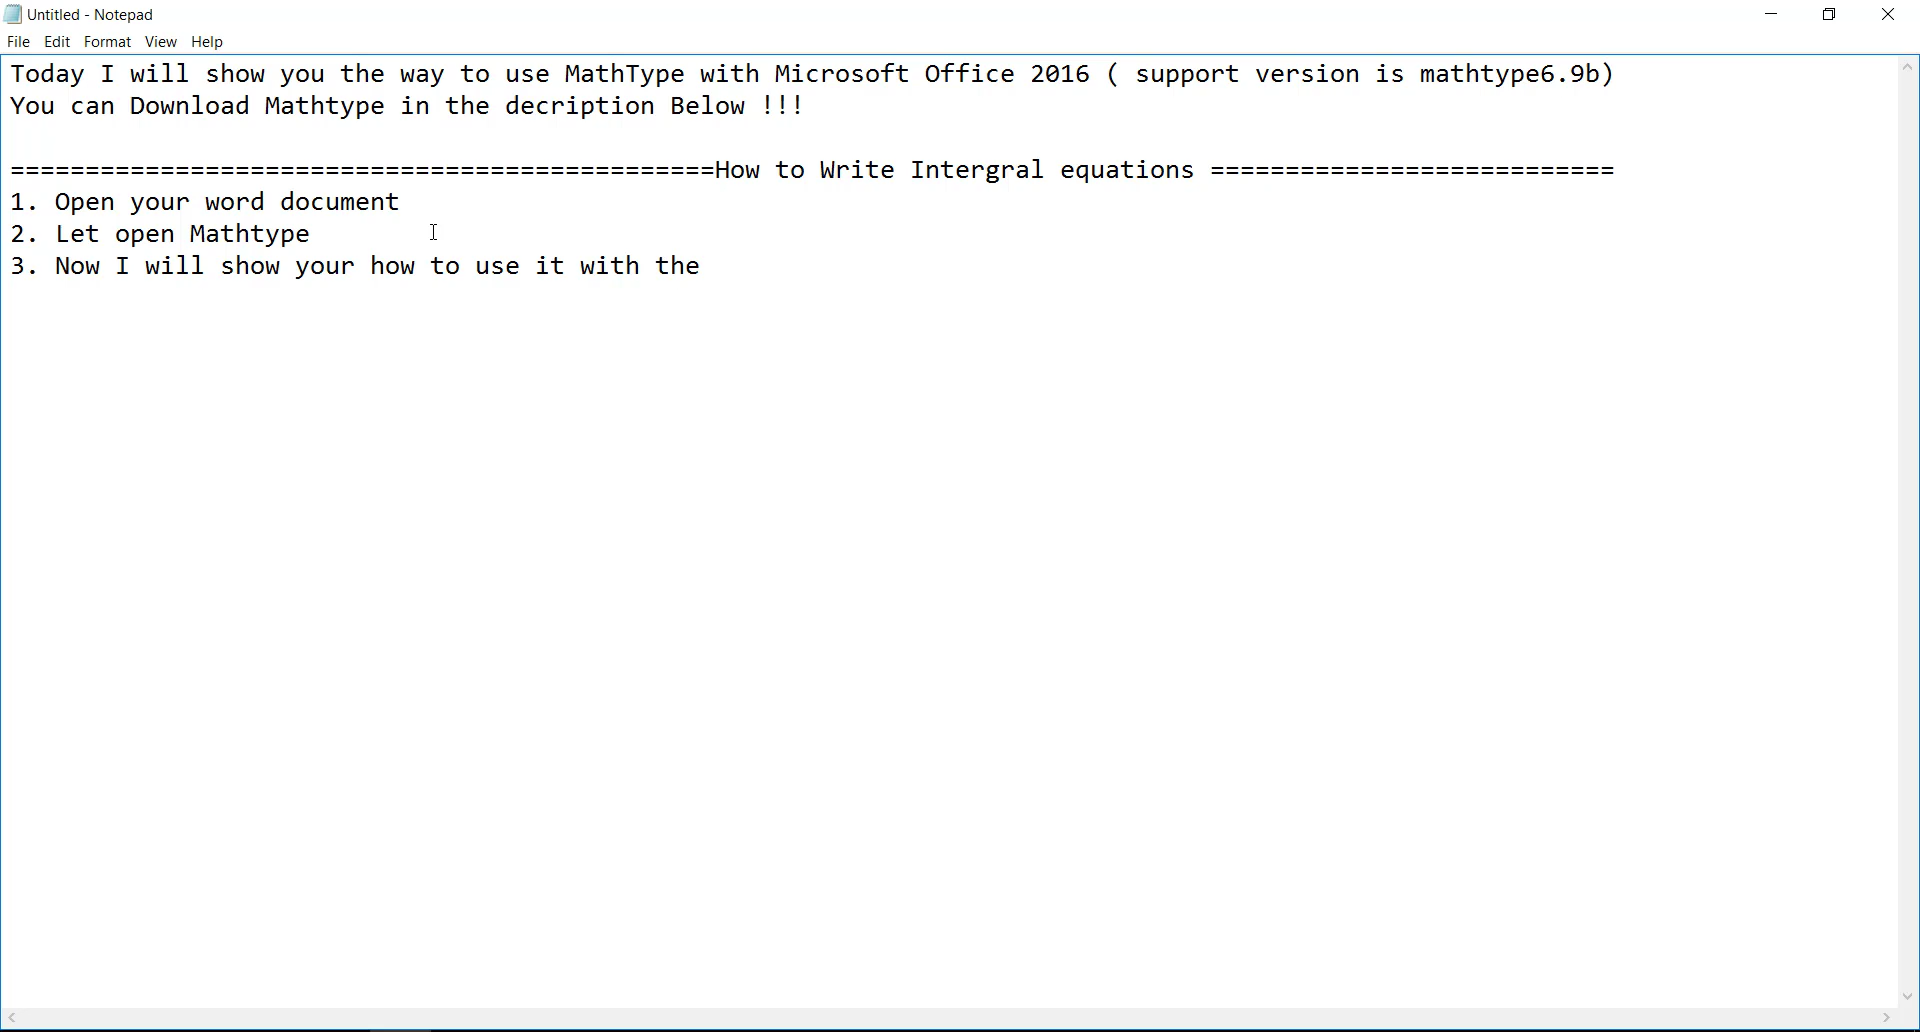 Untitled - Notepad
File Edit Format View Help
Today I will show you the way to use MathType with Microsoft Office 2016 ( support version is mathtype6.9b)
You can Download Mathtype in the decription Below !!!
===============================================How to Write Intergral equations ===========================
1. Open your word document
2. Let open Mathtype
3. Now I will show your how to use it with the